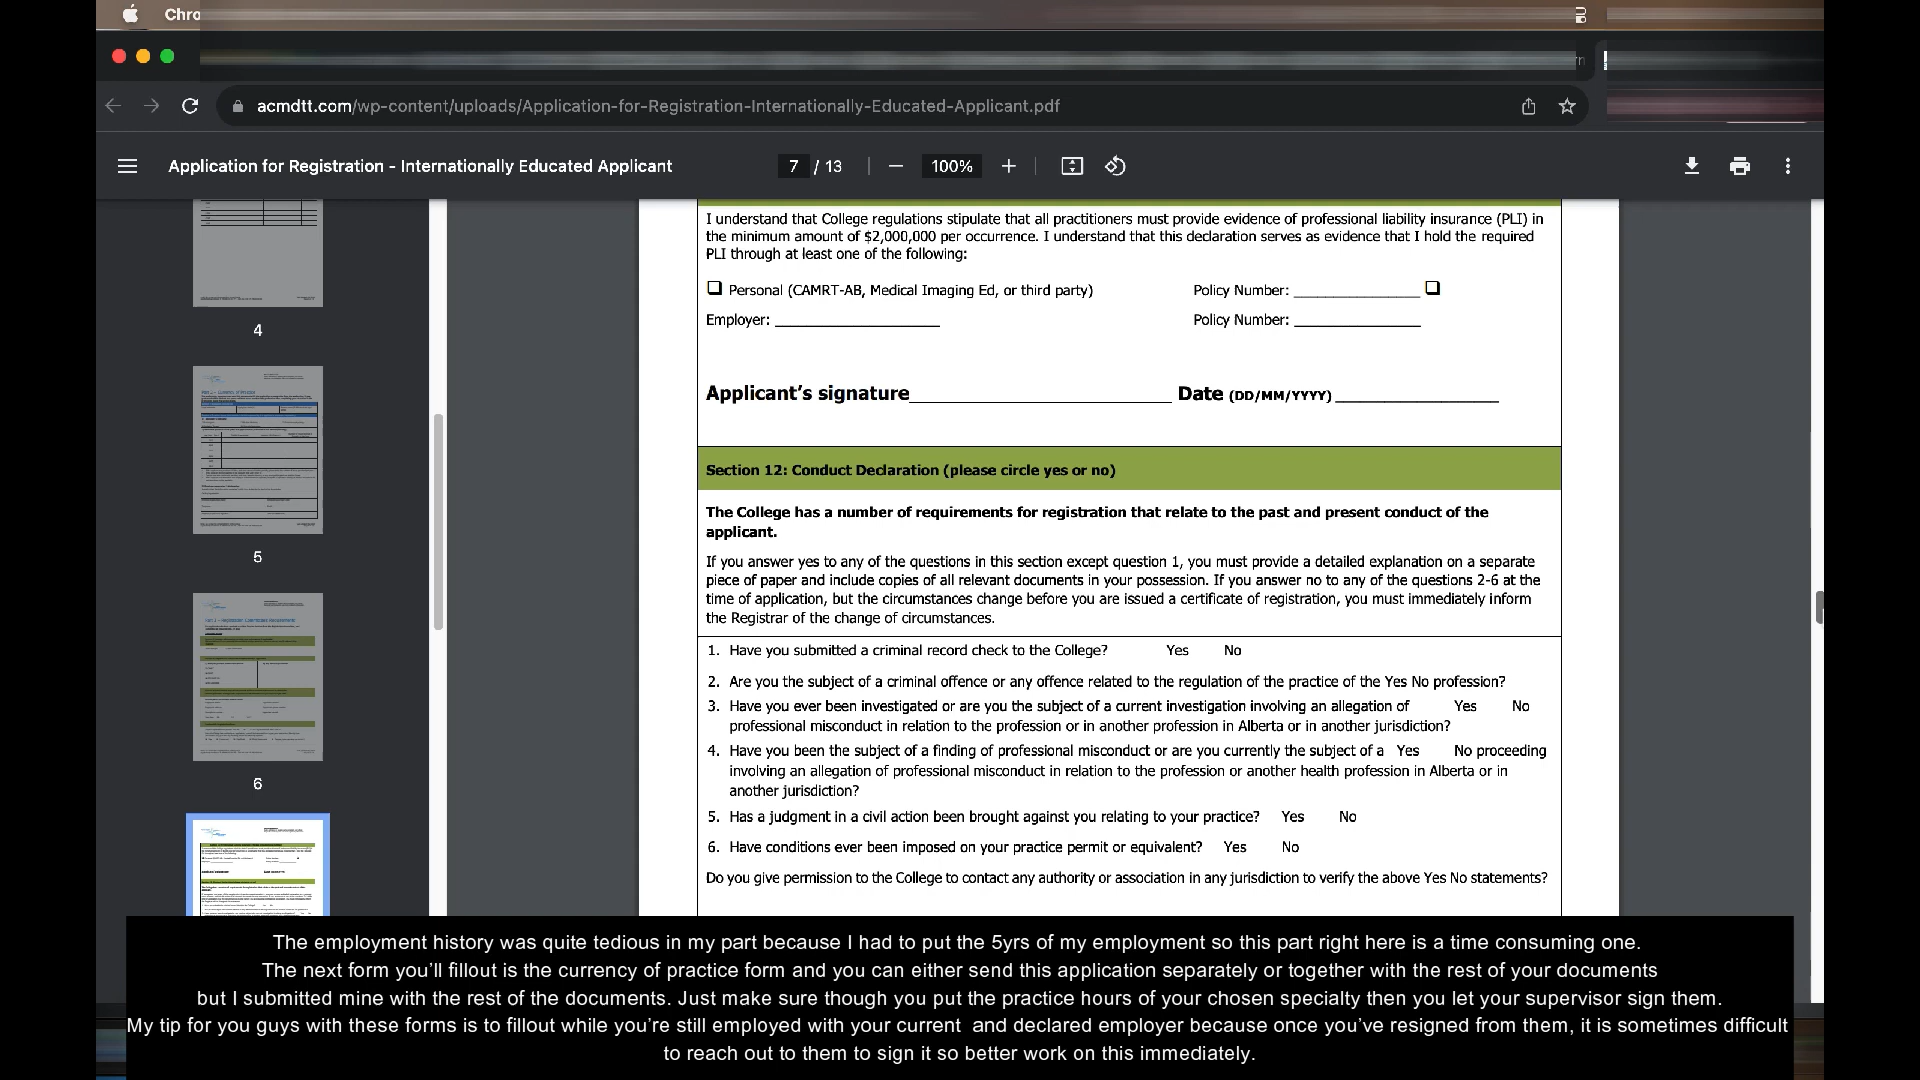 Chro
acmdtt.com/wp-content/uploads/Application-for-Registration-Internationally-Educated-Applicant.pdf
Application for Registration - Internationally Educated Applicant
7 / 13
100%
4
5
6
I understand that College regulations stipulate that all practitioners must provide evidence of professional liability insurance (PLI) in
the minimum amount of $2,000,000 per occurrence. I understand that this declaration serves as evidence that I hold the required
PLI through at least one of the following:
Personal (CAMRT-AB, Medical Imaging Ed, or third party) Policy Number: _______________
Employer: ____________________ Policy Number: _______________
Applicant's signature__________________________ Date (DD/MM/YYYY) ________________
Section 12: Conduct Declaration (please circle yes or no)
The College has a number of requirements for registration that relate to the past and present conduct of the
applicant.
If you answer yes to any of the questions in this section except question 1, you must provide a detailed explanation on a separate
piece of paper and include copies of all relevant documents in your possession. If you answer no to any of the questions 2-6 at the
time of application, but the circumstances change before you are issued a certificate of registration, you must immediately inform
the Registrar of the change of circumstances.
1. Have you submitted a criminal record check to the College? Yes No
2. Are you the subject of a criminal offence or any offence related to the regulation of the practice of the Yes No profession?
3. Have you ever been investigated or are you the subject of a current investigation involving an allegation of Yes No
professional misconduct in relation to the profession or in another profession in Alberta or in another jurisdiction?
4. Have you been the subject of a finding of professional misconduct or are you currently the subject of a Yes No proceeding
involving an allegation of professional misconduct in relation to the profession or another health profession in Alberta or in
another jurisdiction?
5. Has a judgment in a civil action been brought against you relating to your practice? Yes No
6. Have conditions ever been imposed on your practice permit or equivalent? Yes No
Do you give permission to the College to contact any authority or association in any jurisdiction to verify the above Yes No statements?
The employment history was quite tedious in my part because I had to put the 5yrs of my employment so this part right here is a time consuming one.
The next form you'll fillout is the currency of practice form and you can either send this application separately or together with the rest of your documents
but I submitted mine with the rest of the documents. Just make sure though you put the practice hours of your chosen specialty then you let your supervisor sign them.
My tip for you guys with these forms is to fillout while you're still employed with your current and declared employer because once you've resigned from them, it is sometimes difficult
to reach out to them to sign it so better work on this immediately.